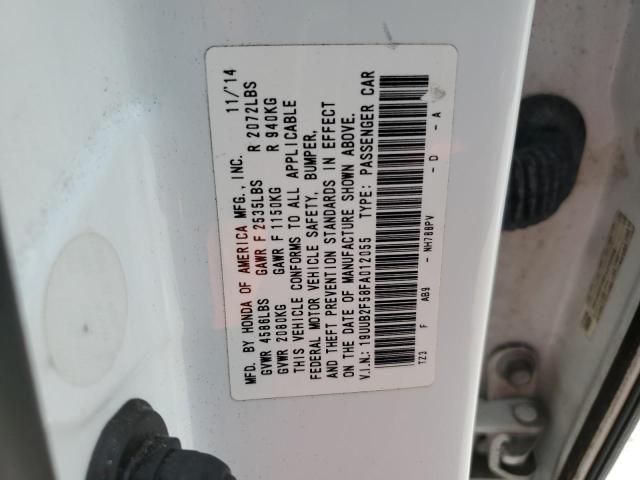 MFD. BY HONDA OF AMERICA MFG., INC. 11/'14
GVWR 4586LBS GAWR F 2535LBS R 2072LBS
GVWR 2080KG GAWR F 1150KG R 940KG
THIS VEHICLE CONFORMS TO ALL APPLICABLE
FEDERAL MOTOR VEHICLE SAFETY, BUMPER,
AND THEFT PREVENTION STANDARDS IN EFFECT
ON THE DATE OF MANUFACTURE SHOWN ABOVE.
V.I.N.: 19UUB2F58FA012055 TYPE: PASSENGER CAR
TZ3 F AB9 - NH788PV - D - A